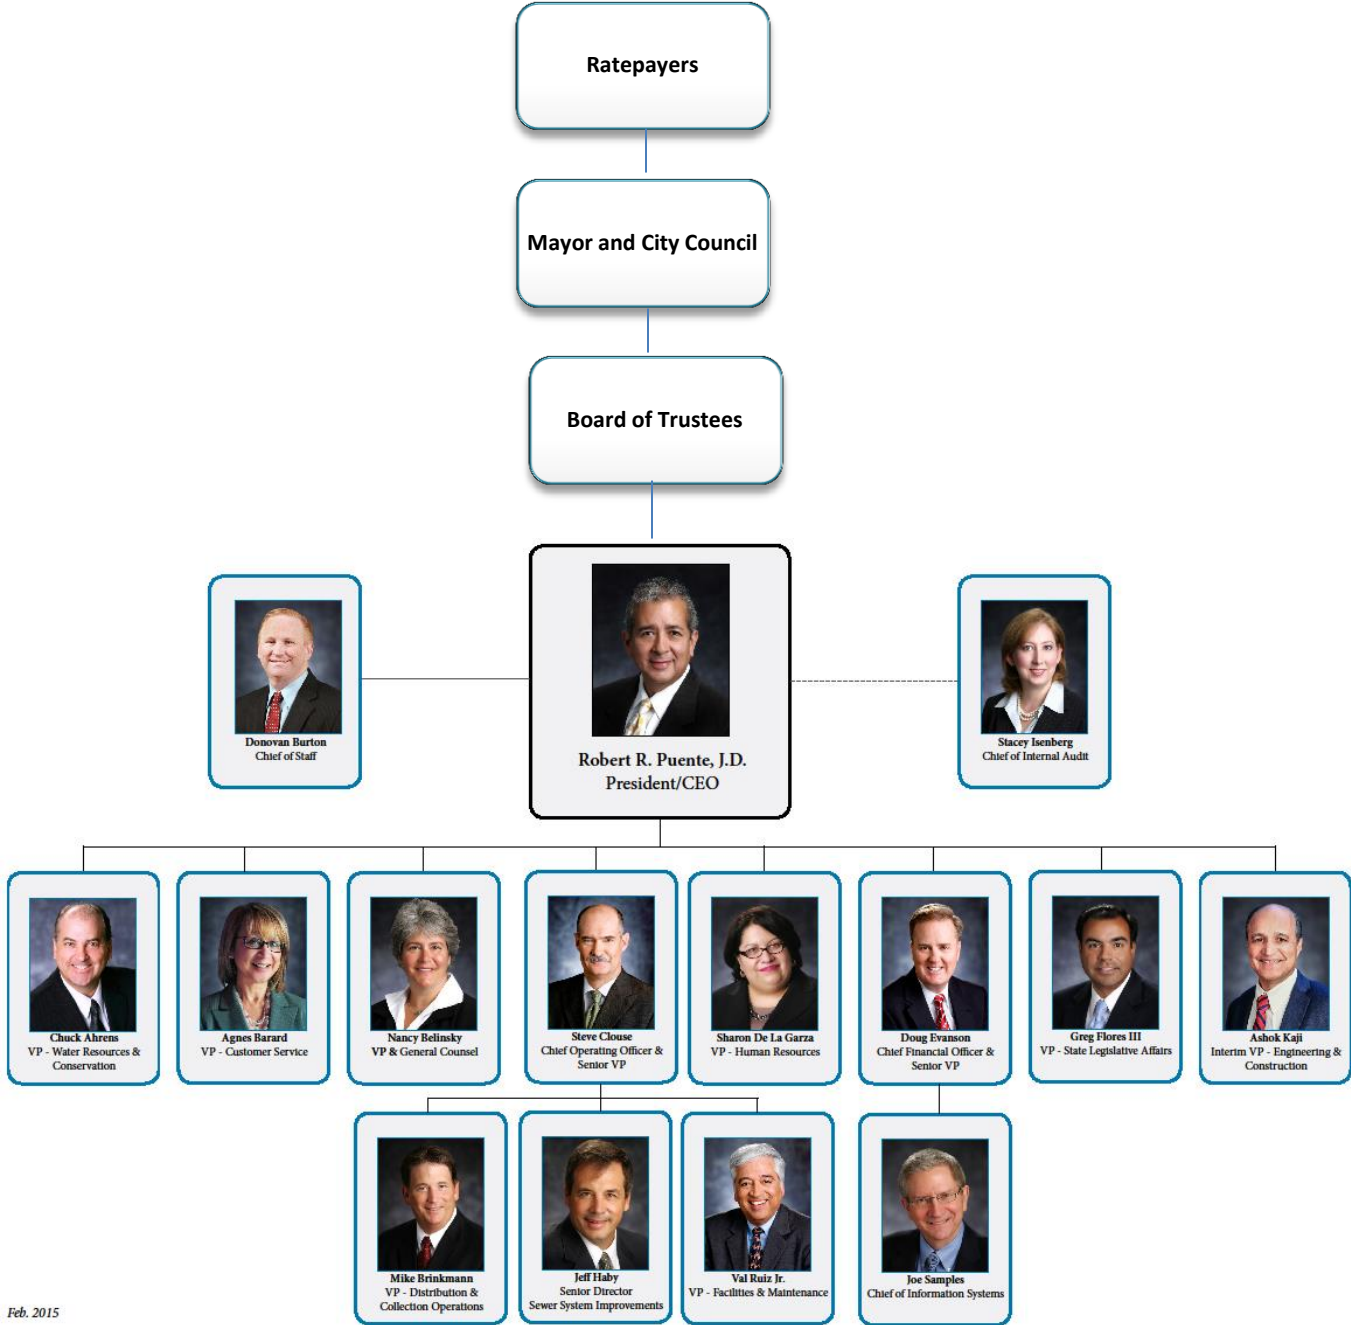 Ratepayers
Mayor and City Council
Board of Trustees
Donovan Burton
Chief of Staff
Robert R. Puente, J.D.
President/CEO
Stacey Isenberg
Chief of Internal Audit
Chuck Ahrens
VP - Water Resources &
Conservation
Agnes Barard
VP - Customer Service
Nancy Belinsky
VP & General Counsel
Steve Clouse
Chief Operating Officer &
Senior VP
Sharon De La Garza
VP - Human Resources
Doug Evanson
Chief Financial Officer &
Senior VP
Greg Flores III
VP - State Legislative Affairs
Ashok Kaji
Interim VP - Engineering &
Construction
Mike Brinkmann
VP - Distribution &
Collection Operations
Jeff Haby
Senior Director
Sewer System Improvements
Val Ruiz Jr.
VP - Facilities & Maintenance
Joe Samples
Chief of Information Systems
Feb. 2015